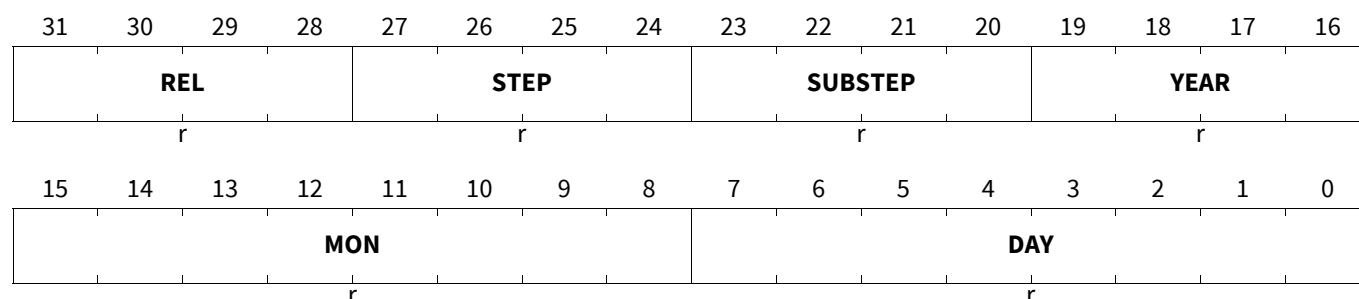 31 30 29 28 27 26 25 24 23 22 21 20 19 18 17 16
REL STEP SUBSTEP YEAR
r r r r
15 14 13 12 11 10 9 8 7 6 5 4 3 2 1 0
MON DAY
r r